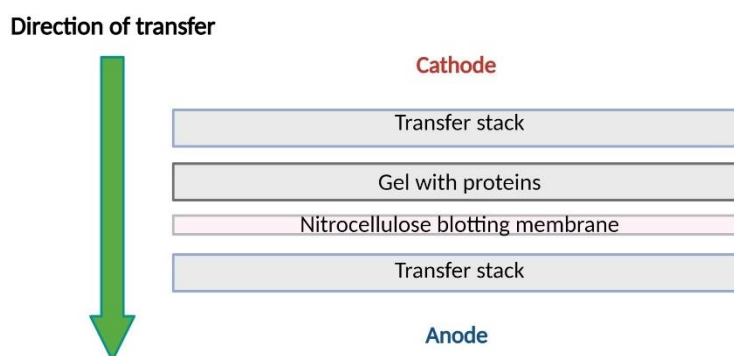 Direction of transfer
Cathode
Transfer stack
Gel with proteins
Nitrocellulose blotting membrane
Transfer stack
Anode